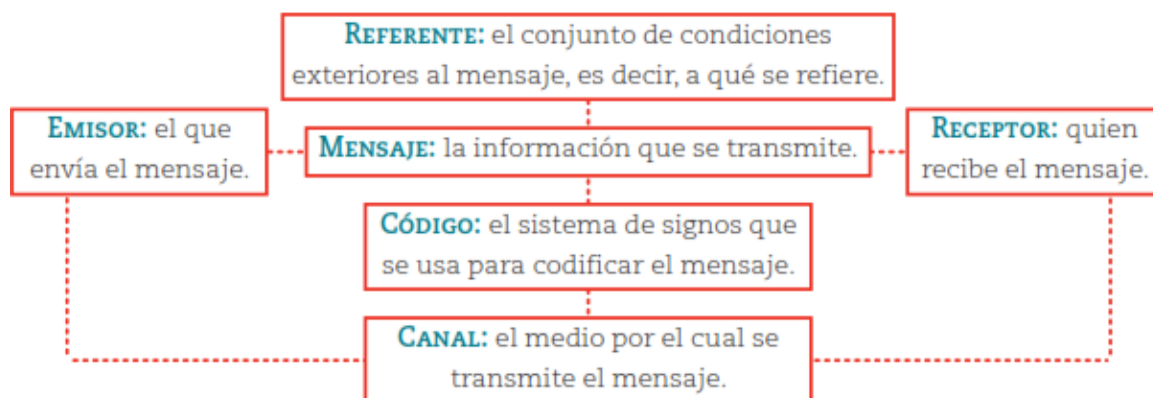 REFERENTE: el conjunto de condiciones
exteriores al mensaje, es decir, a qué se refiere.
EMISOR: el que
envía el mensaje.
MENSAJE: la información que se transmite.
RECEPTOR: quien
recibe el mensaje.
CÓDIGO: el sistema de signos que
se usa para codificar el mensaje.
CANAL: el medio por el cual se
transmite el mensaje.